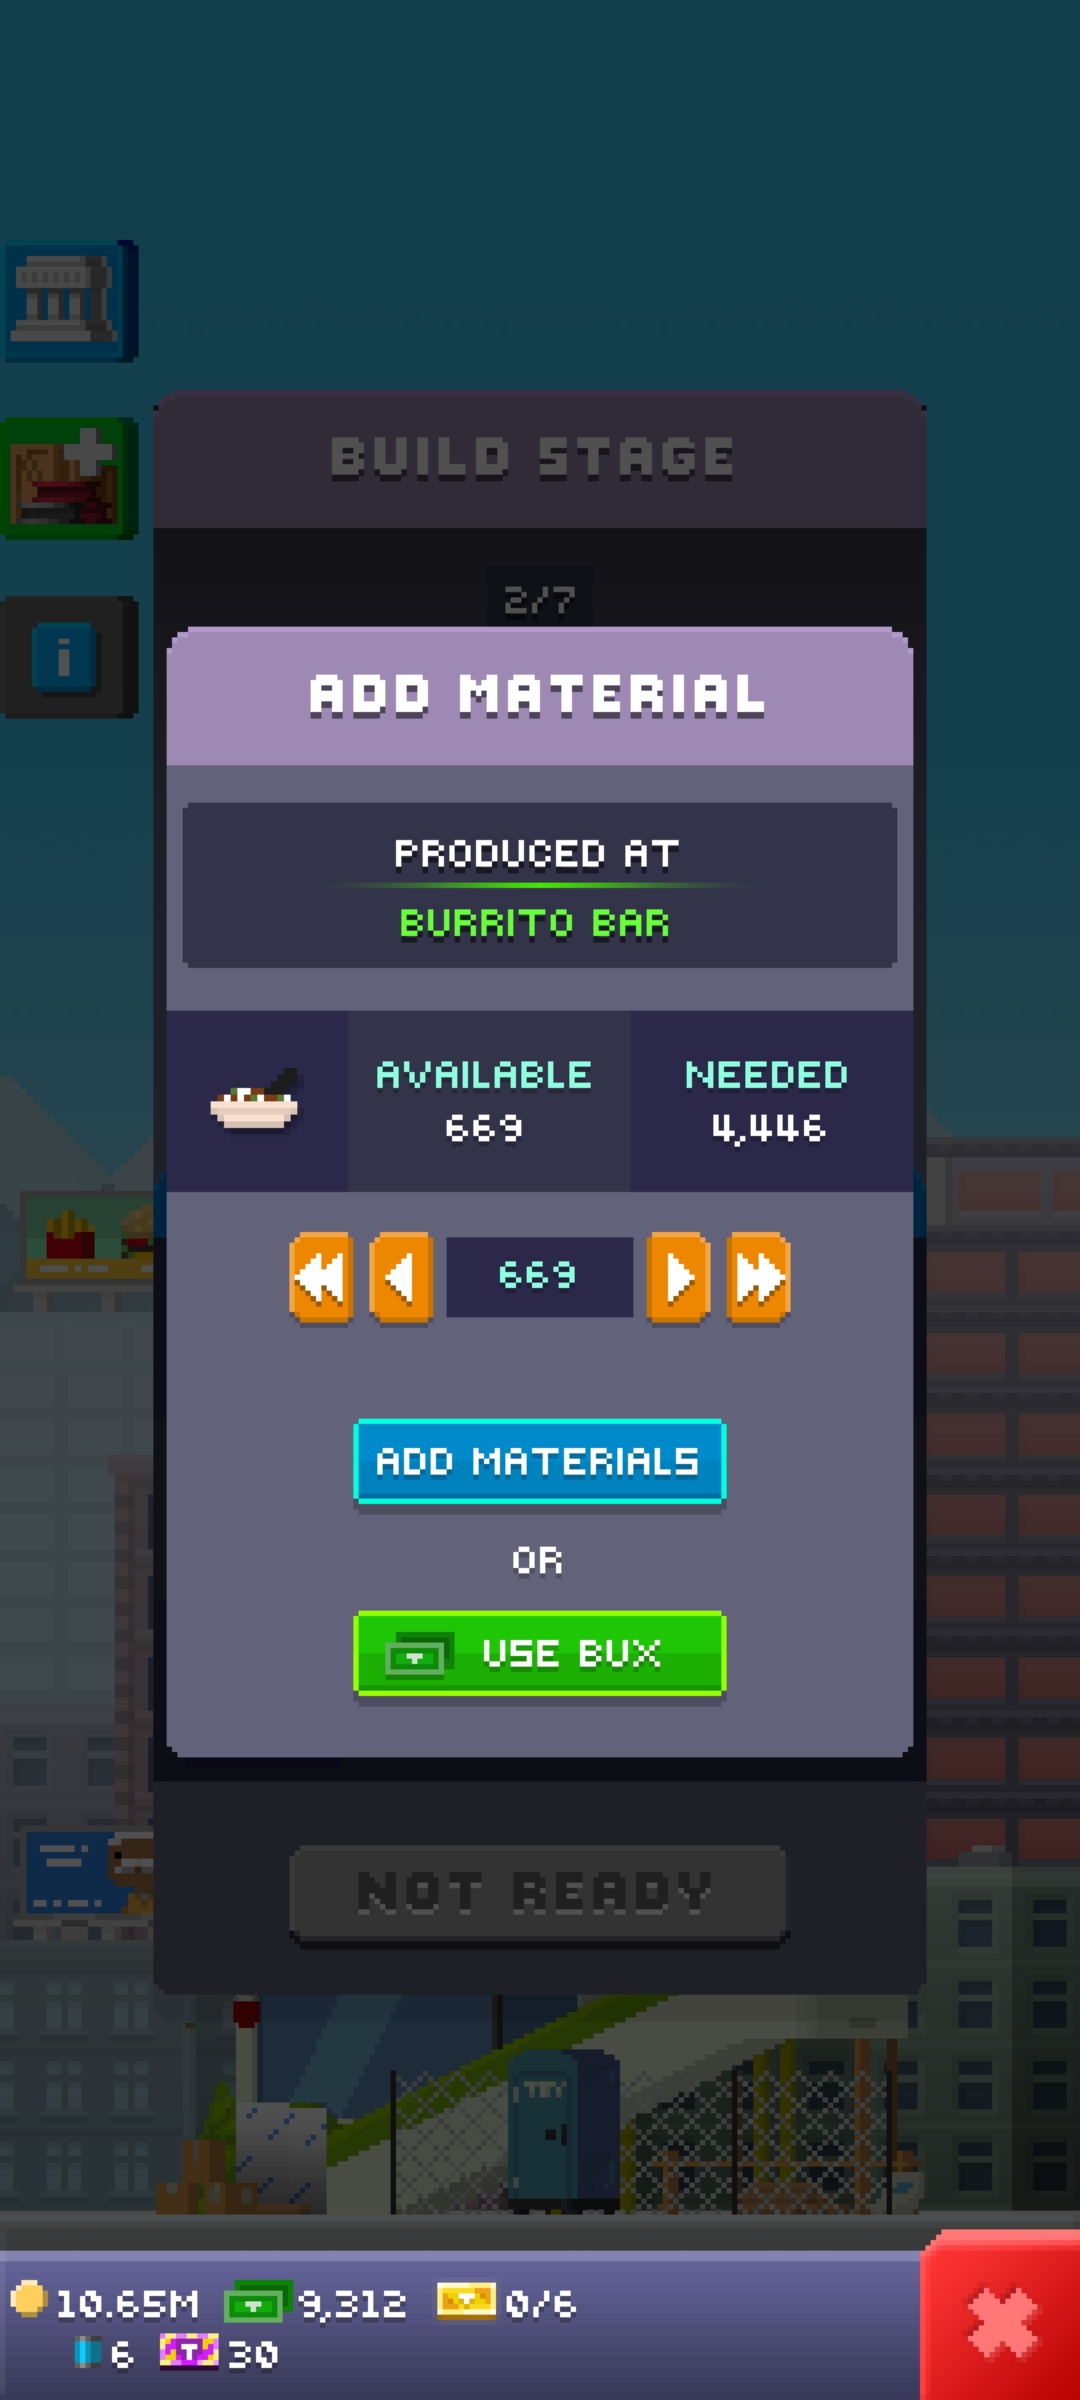 BUILD STAGE
2/7
ADD MATERIAL
PRODUCED AT
BURRITO BAR
AVAILABLE
669
NEEDED
4,446
669
ADD MATERIALS
OR
USE BUX
NOT READY
10.65M 9,312 0/6
6 30